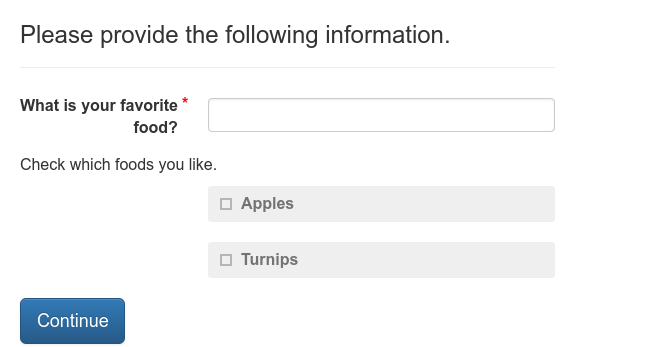 Please provide the following information.
What is your favorite *
food?
Check which foods you like.
Apples
Turnips
Continue